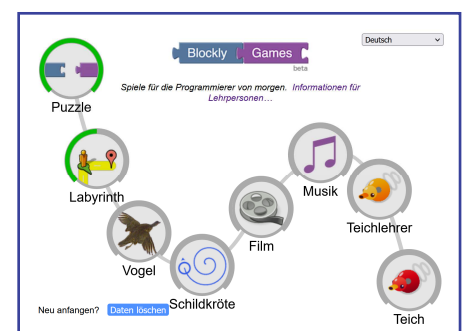 Deutsch
Blockly Games
beta
Spiele für die Programmierer von morgen. Informationen für
Lehrpersonen…
Puzzle
Labyrinth
Vogel
Schildkröte
Film
Musik
Teichlehrer
Teich
Neu anfangen? Daten löschen